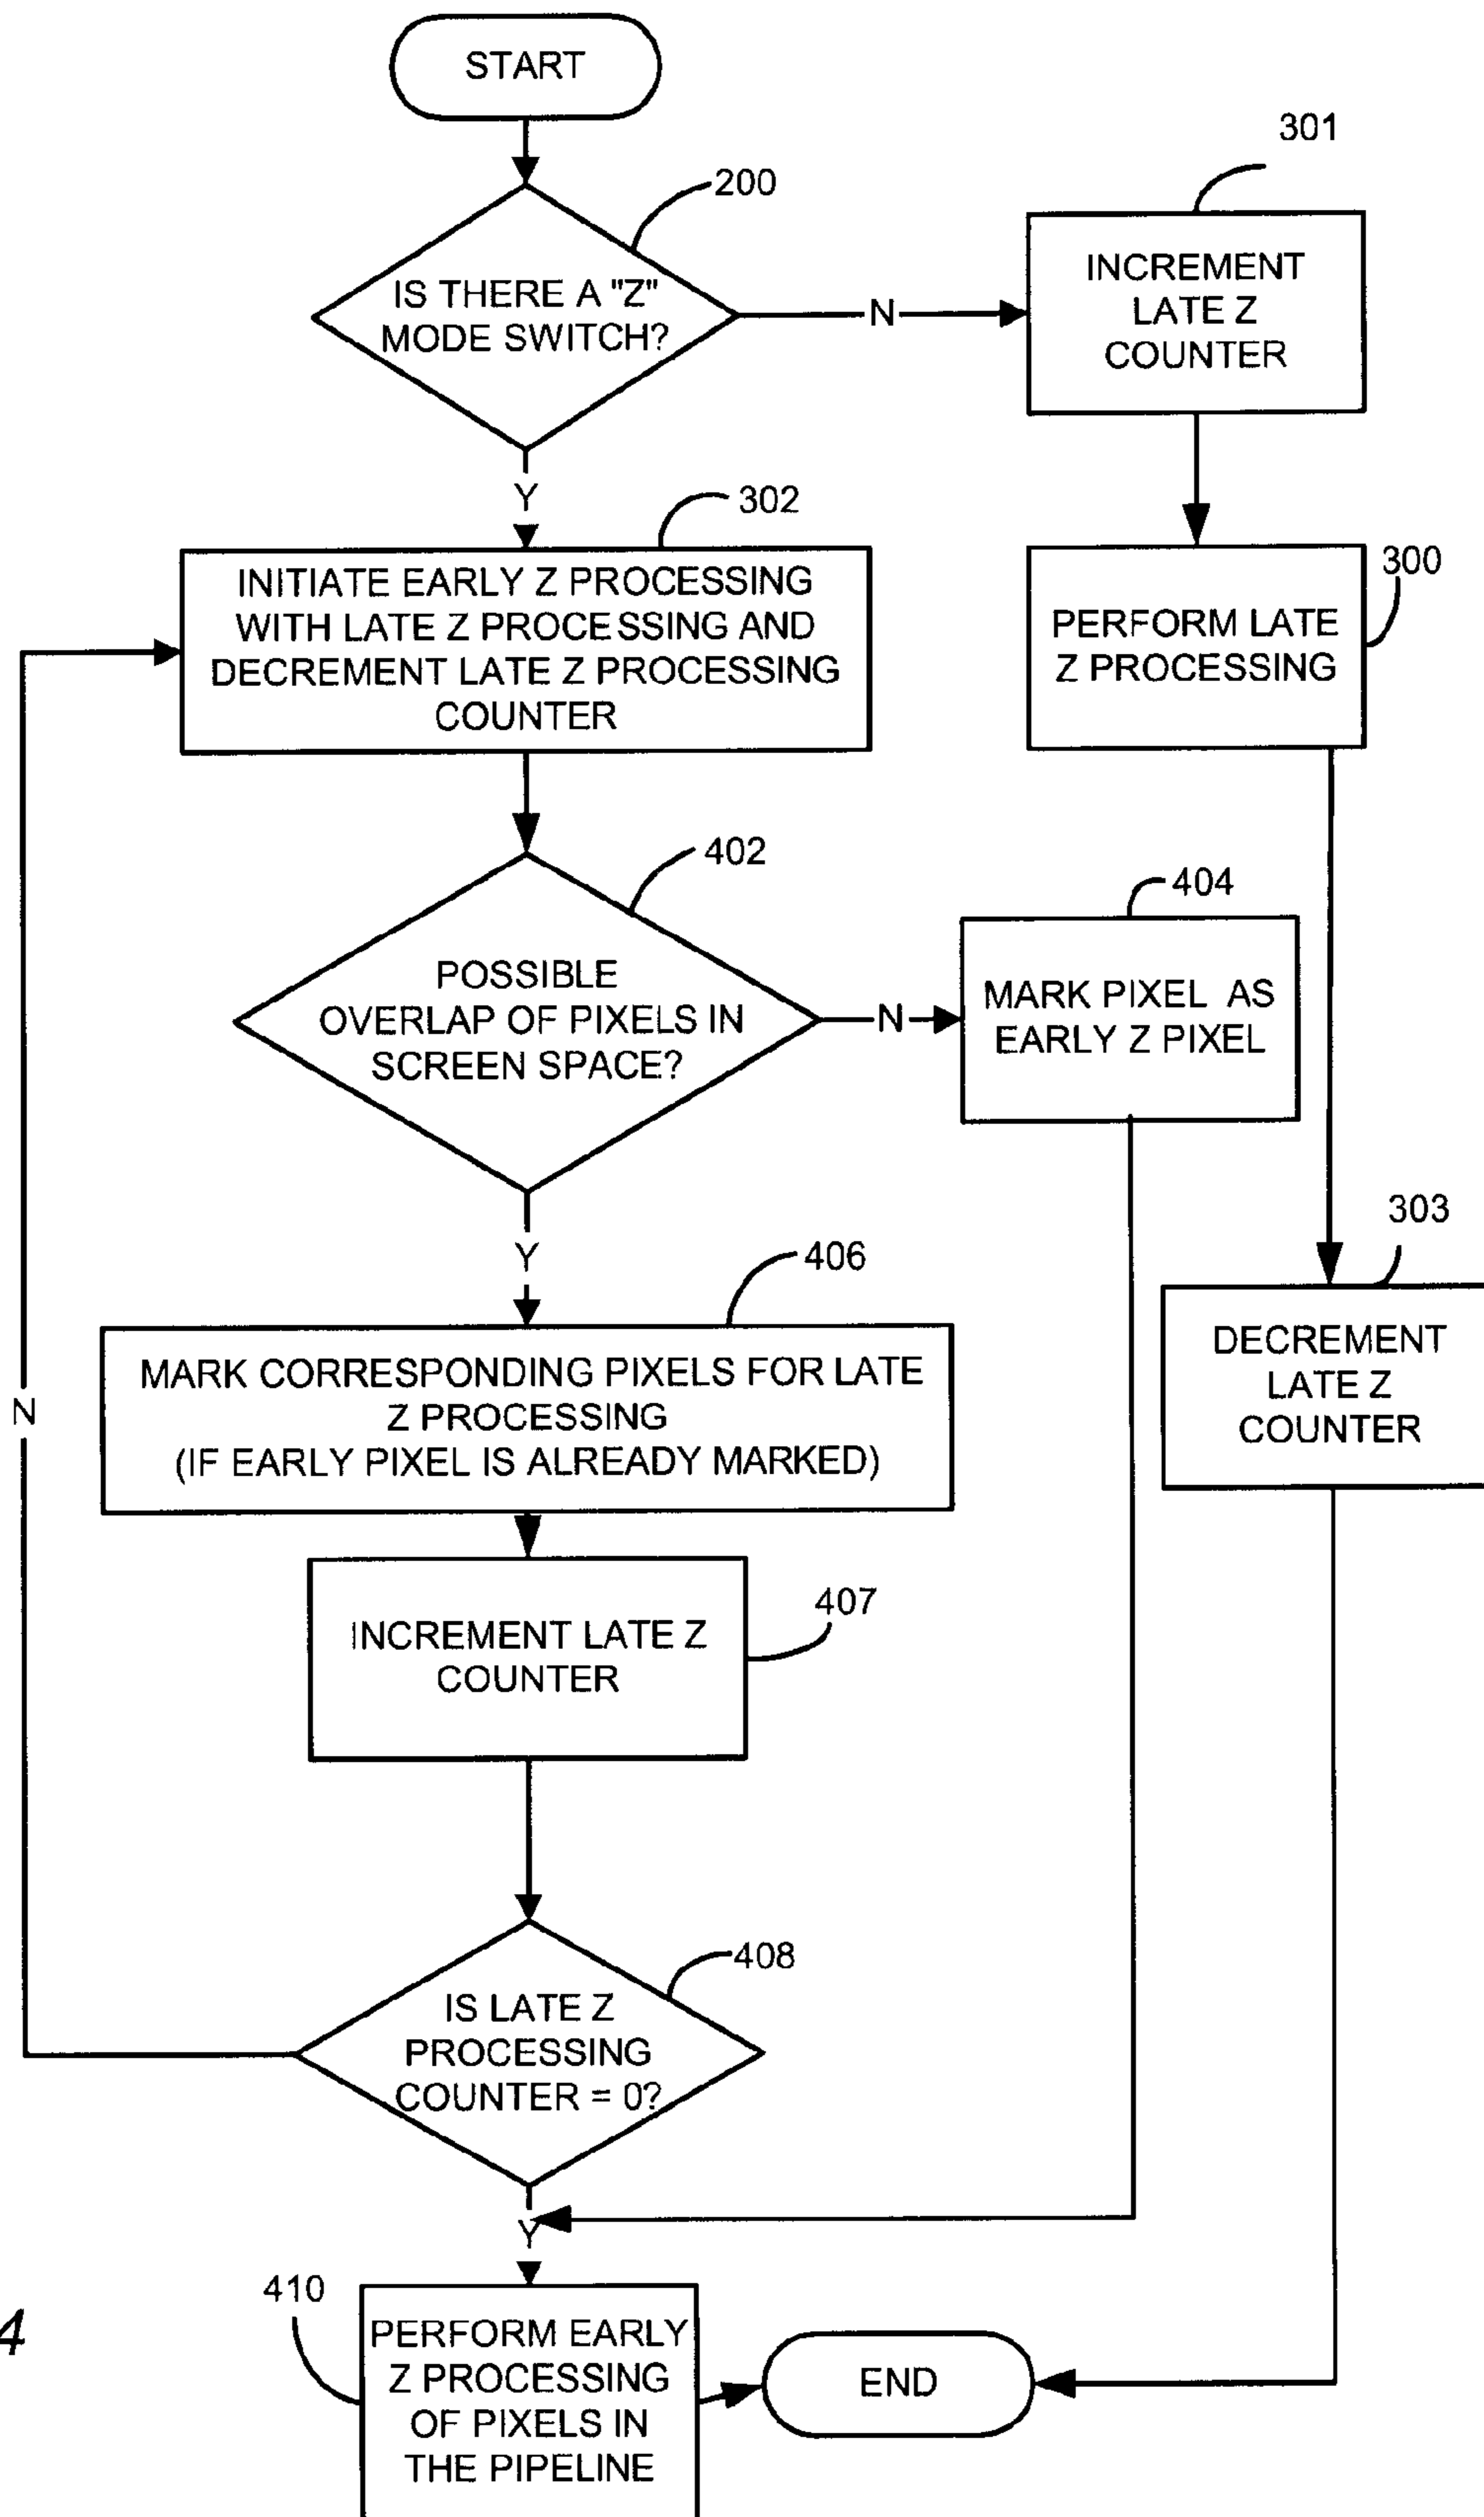 START
200
IS THERE A "Z"
MODE SWITCH?
N
301
INCREMENT
LATE Z
COUNTER
Y
302
INITIATE EARLY Z PROCESSING
WITH LATE Z PROCESSING AND
DECREMENT LATE Z PROCESSING
COUNTER
300
PERFORM LATE
Z PROCESSING
402
POSSIBLE
OVERLAP OF PIXELS IN
SCREEN SPACE?
N
404
MARK PIXEL AS
EARLY Z PIXEL
Y
406
MARK CORRESPONDING PIXELS FOR LATE
Z PROCESSING
(IF EARLY PIXEL IS ALREADY MARKED)
303
DECREMENT
LATE Z
COUNTER
N
407
INCREMENT LATE Z
COUNTER
408
IS LATE Z
PROCESSING
COUNTER = 0?
Y
410
PERFORM EARLY
Z PROCESSING
OF PIXELS IN
THE PIPELINE
END
4